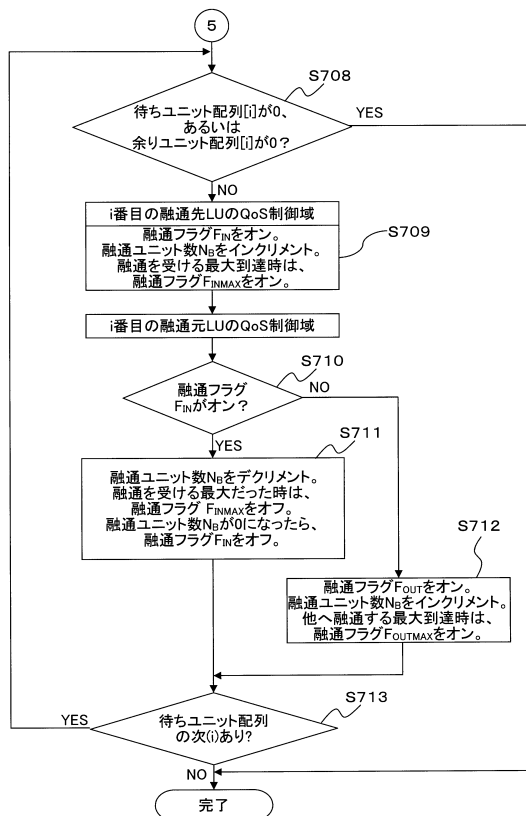 5
S708
待ちユニット配列[i]が0、
あるいは
余りユニット配列[i]が0？
YES
NO
i番目の融通先LUのQoS制御域
融通フラグFINをオン。
融通ユニット数NBをインクリメント。
融通を受ける最大到達時は、
融通フラグFINMAXをオン。
S709
i番目の融通元LUのQoS制御域
S710
融通フラグ
FINがオン？
NO
YES
S711
融通ユニット数NBをデクリメント。
融通を受ける最大だった時は、
融通フラグ FINMAXをオフ。
融通ユニット数NBが0になったら、
融通フラグFINをオフ。
S712
融通フラグFOUTをオン。
融通ユニット数NBをインクリメント。
他へ融通する最大到達時は、
融通フラグFOUTMAXをオン。
S713
YES
待ちユニット配列
の次(i)あり？
NO
完了